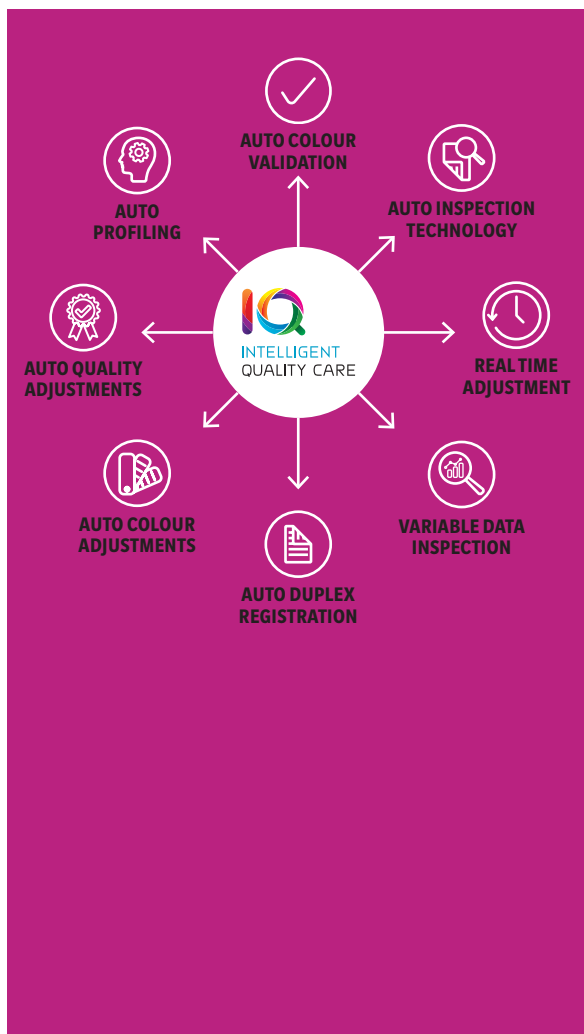 AUTO COLOUR
VALIDATION
AUTO
PROFILING
AUTO INSPECTION
TECHNOLOGY
IQ
INTELLIGENT
QUALITY CARE
AUTO QUALITY
ADJUSTMENTS
REAL TIME
ADJUSTMENT
AUTO COLOUR
ADJUSTMENTS
VARIABLE DATA
INSPECTION
AUTO DUPLEX
REGISTRATION